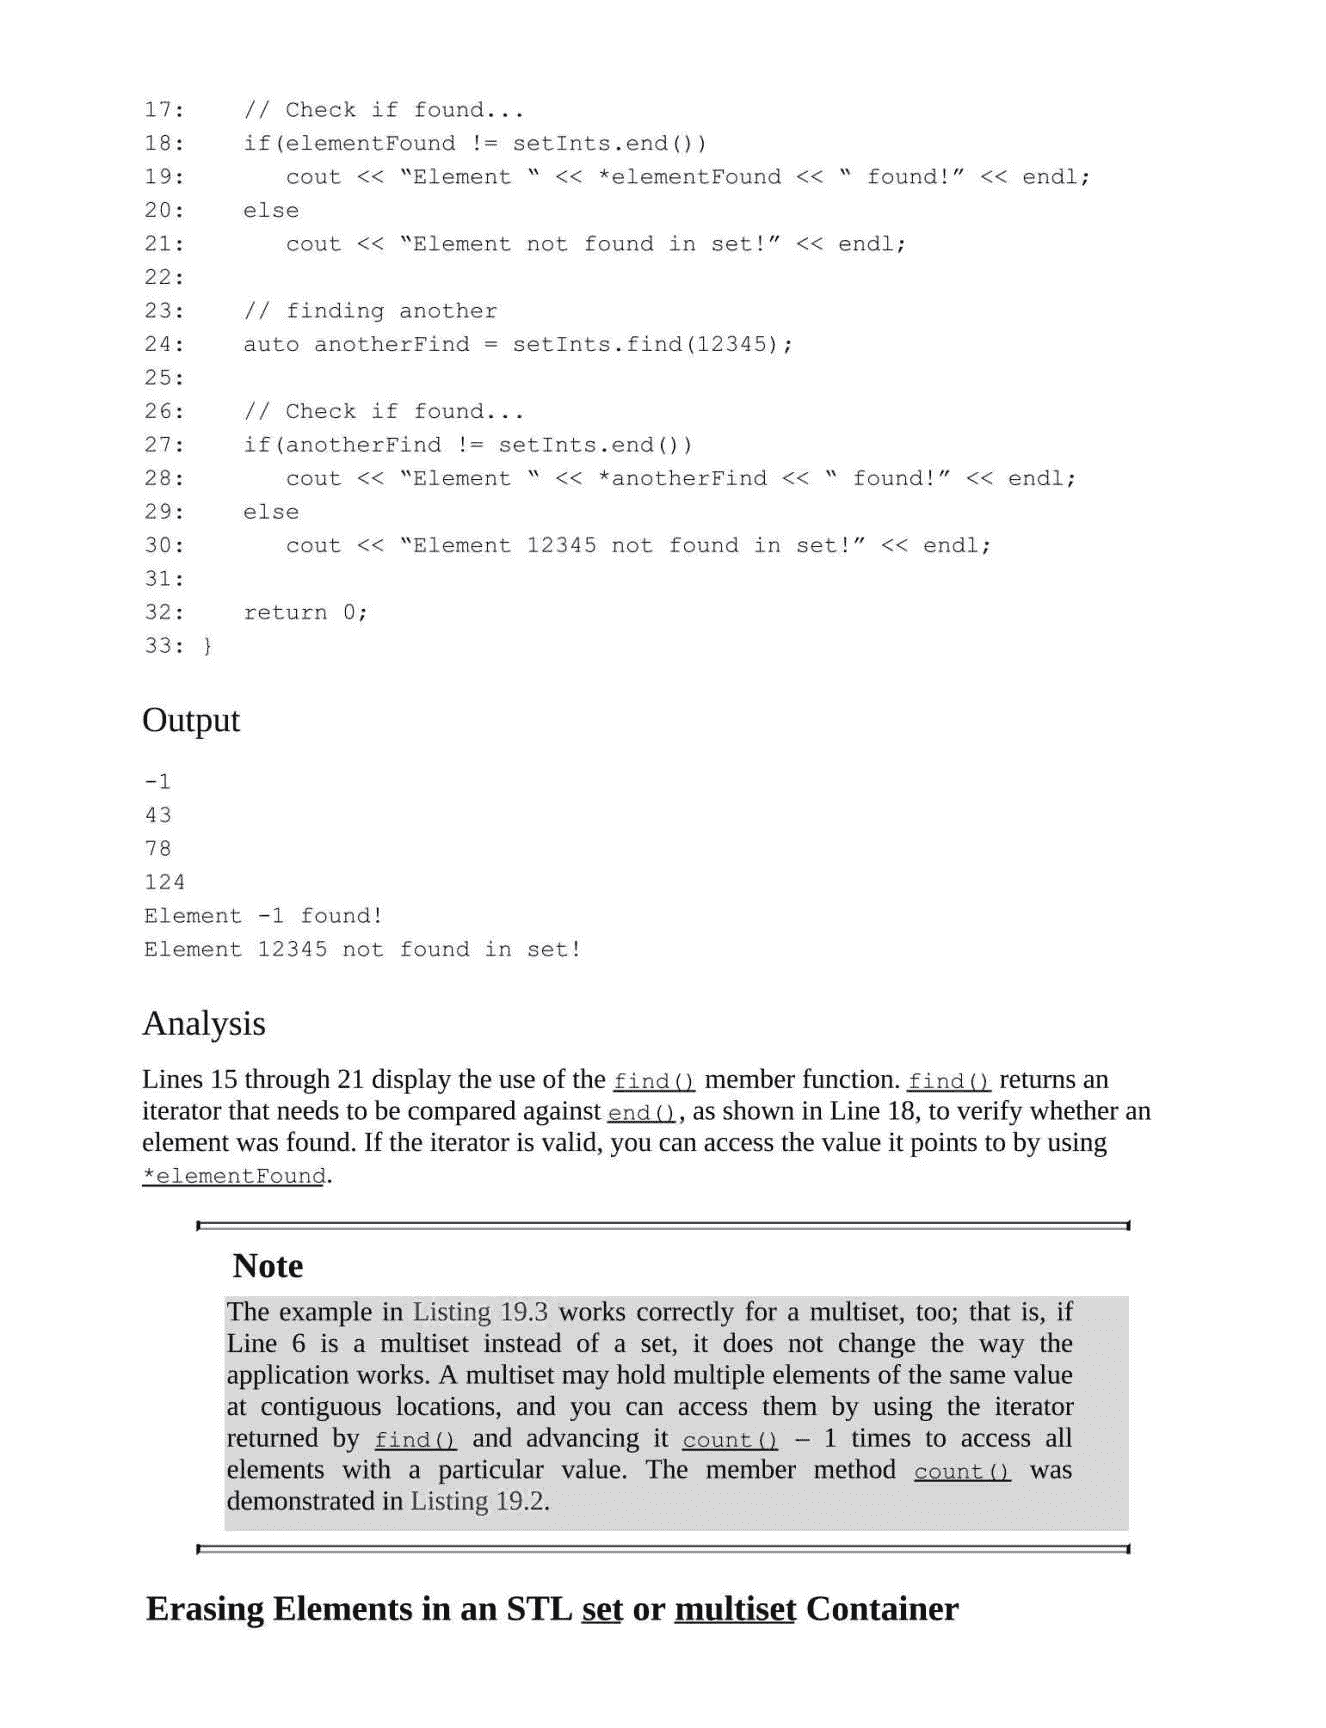 17:    // Check if found...
18:    if(elementFound != setInts.end())
19:       cout << “Element “ << *elementFound << “ found!” << endl;
20:    else
21:       cout << “Element not found in set!” << endl;
22:
23:    // finding another
24:    auto anotherFind = setInts.find(12345);
25:
26:    // Check if found...
27:    if(anotherFind != setInts.end())
28:       cout << “Element “ << *anotherFind << “ found!” << endl;
29:    else
30:       cout << “Element 12345 not found in set!” << endl;
31:
32:    return 0;
33: }
Output
-1
43
78
124
Element -1 found!
Element 12345 not found in set!
Analysis
Lines 15 through 21 display the use of the find() member function. find() returns an
iterator that needs to be compared against end(), as shown in Line 18, to verify whether an
element was found. If the iterator is valid, you can access the value it points to by using
*elementFound.
Note
The example in Listing 19.3 works correctly for a multiset, too; that is, if
Line 6 is a multiset instead of a set, it does not change the way the
application works. A multiset may hold multiple elements of the same value
at contiguous locations, and you can access them by using the iterator
returned by find() and advancing it count() – 1 times to access all
elements with a particular value. The member method count() was
demonstrated in Listing 19.2.
Erasing Elements in an STL set or multiset Container